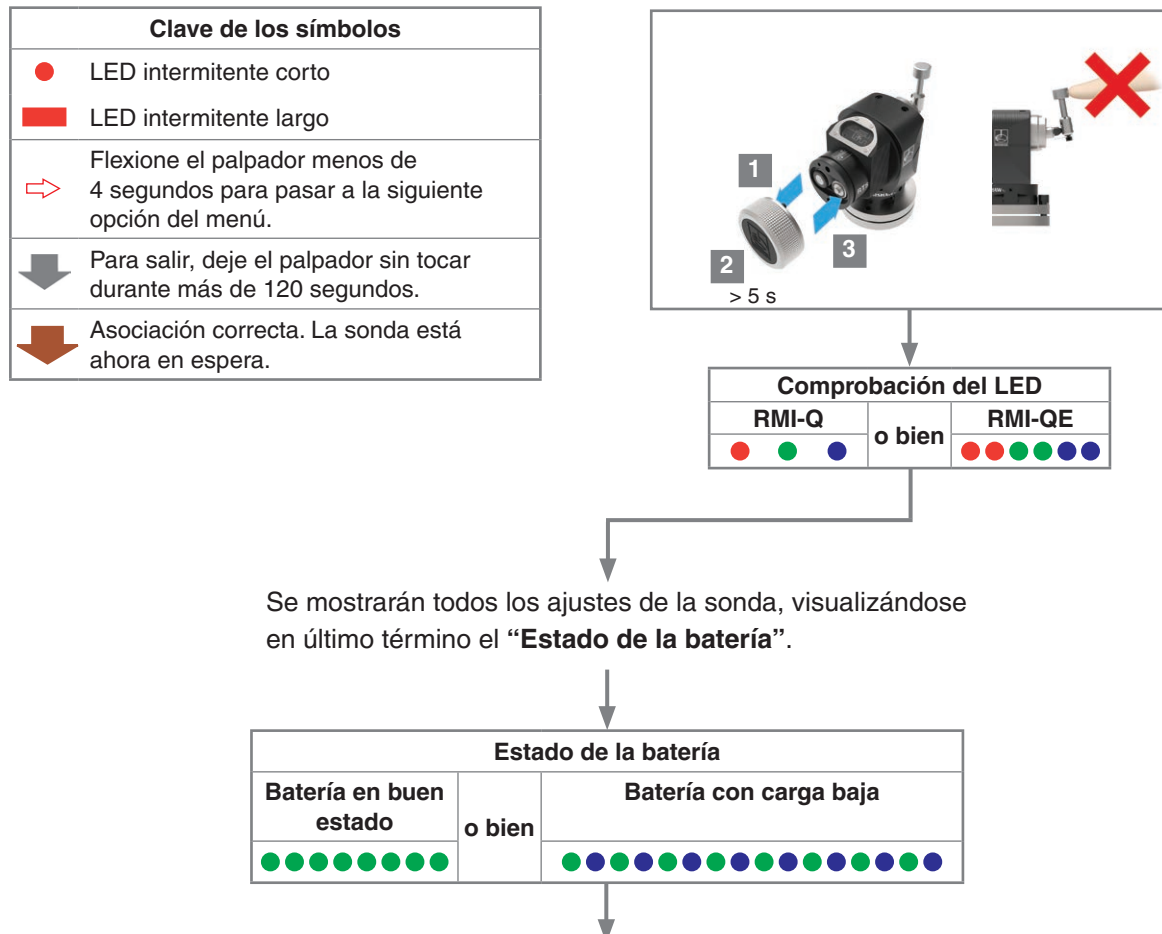 Clave de los símbolos
LED intermitente corto
LED intermitente largo
Flexione el palpador menos de
4 segundos para pasar a la siguiente
opción del menú.
Para salir, deje el palpador sin tocar
durante más de 120 segundos.
Asociación correcta. La sonda está
ahora en espera.
1
2
3
> 5 s
Comprobación del LED
RMI-Q
o bien
RMI-QE
Se mostrarán todos los ajustes de la sonda, visualizándose
en último término el “Estado de la batería”.
Estado de la batería
Batería en buen
estado
o bien
Batería con carga baja